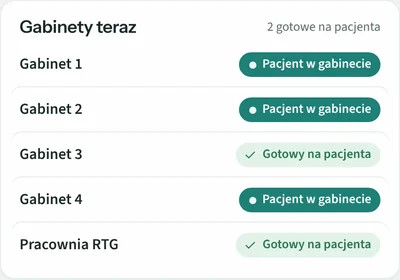 Gabinety teraz 2 gotowe na pacjenta
Gabinet 1 Pacjent w gabinecie
Gabinet 2 Pacjent w gabinecie
Gabinet 3 Gotowy na pacjenta
Gabinet 4 Pacjent w gabinecie
Pracownia RTG Gotowy na pacjenta